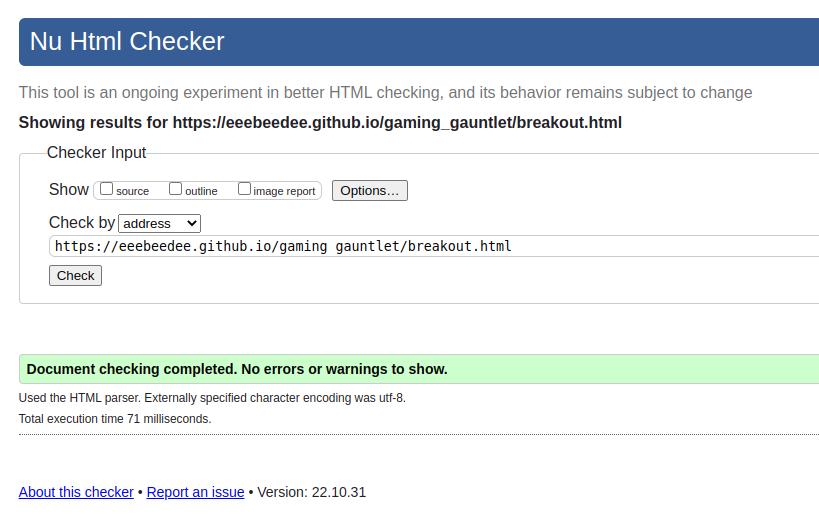 Nu Html Checker
This tool is an ongoing experiment in better HTML checking, and its behavior remains subject to change
Showing results for https://eeebeedee.github.io/gaming_gauntlet/breakout.html
Checker Input
Show source outline image report Options...
Check by address
https://eeebeedee.github.io/gaming_gauntlet/breakout.html
Check
Document checking completed. No errors or warnings to show.
Used the HTML parser. Externally specified character encoding was utf-8.
Total execution time 71 milliseconds.
About this checker • Report an issue • Version: 22.10.31